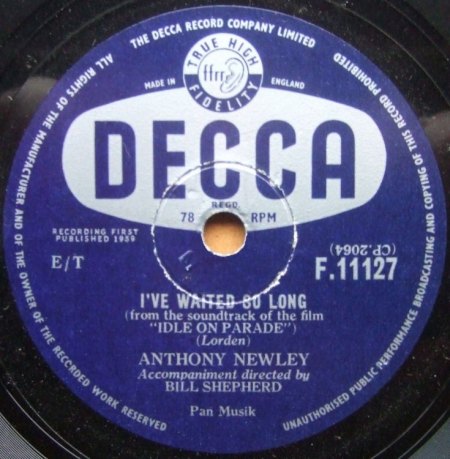 THE DECCA RECORD COMPANY LIMITED
ALL RIGHTS OF THE MANUFACTURER AND OF THE OWNER OF THE RECORDED WORK RESERVED
UNAUTHORISED PUBLIC PERFORMANCE BROADCASTING AND COPYING OF THIS RECORD PROHIBITED
TRUE HIGH
ffrr
FIDELITY
MADE IN ENGLAND
DECCA
REGD
78 RPM
RECORDING FIRST
PUBLISHED 1959
(CP.2064)
E/T
F.11127
I'VE WAITED SO LONG
(from the soundtrack of the film
"IDLE ON PARADE")
(Lorden)
ANTHONY NEWLEY
Accompaniment directed by
BILL SHEPHERD
Pan Musik